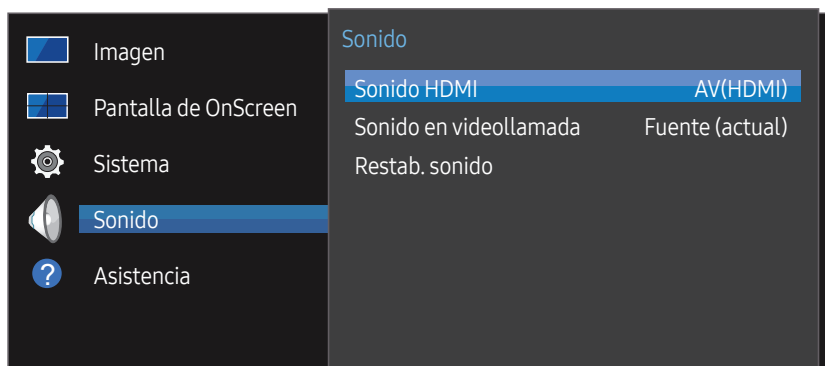 Imagen
Pantalla de OnScreen
Sistema
Sonido
?
Asistencia
Sonido
Sonido HDMI AV(HDMI)
Sonido en videollamada Fuente (actual)
Restab. sonido